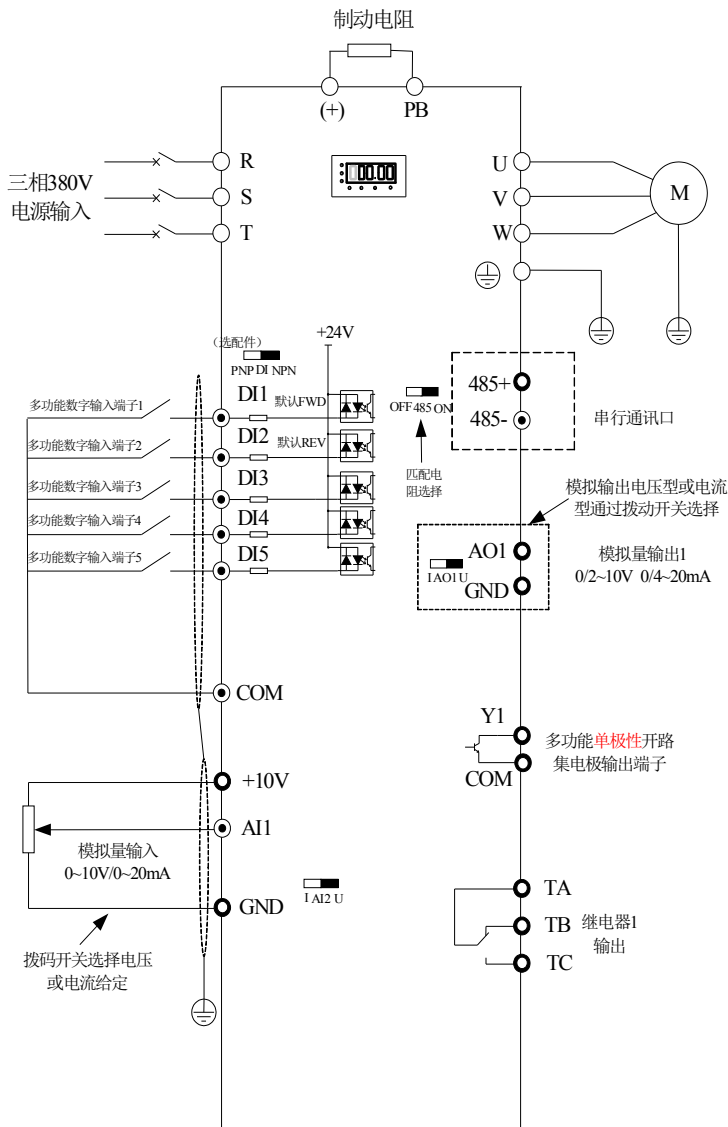 制动电阻
(+)
PB
三相380V
电源输入
R
S
T
00.00
U
V
W
M
+24V
(选配件)
PNP DI NPN
多功能数字输入端子1
DI1
默认FWD
多功能数字输入端子2
DI2
默认REV
多功能数字输入端子3
DI3
多功能数字输入端子4
DI4
多功能数字输入端子5
DI5
OFF 485 ON
匹配电
阻选择
485+
485-
串行通讯口
模拟输出电压型或电流
型通过拨动开关选择
I AO1 U
AO1
GND
模拟量输出1
0/2~10V 0/4~20mA
COM
Y1
COM
多功能单极性开路
集电极输出端子
+10V
AI1
模拟量输入
0~10V/0~20mA
GND
I AI2 U
拨码开关选择电压
或电流给定
TA
TB
TC
继电器1
输出